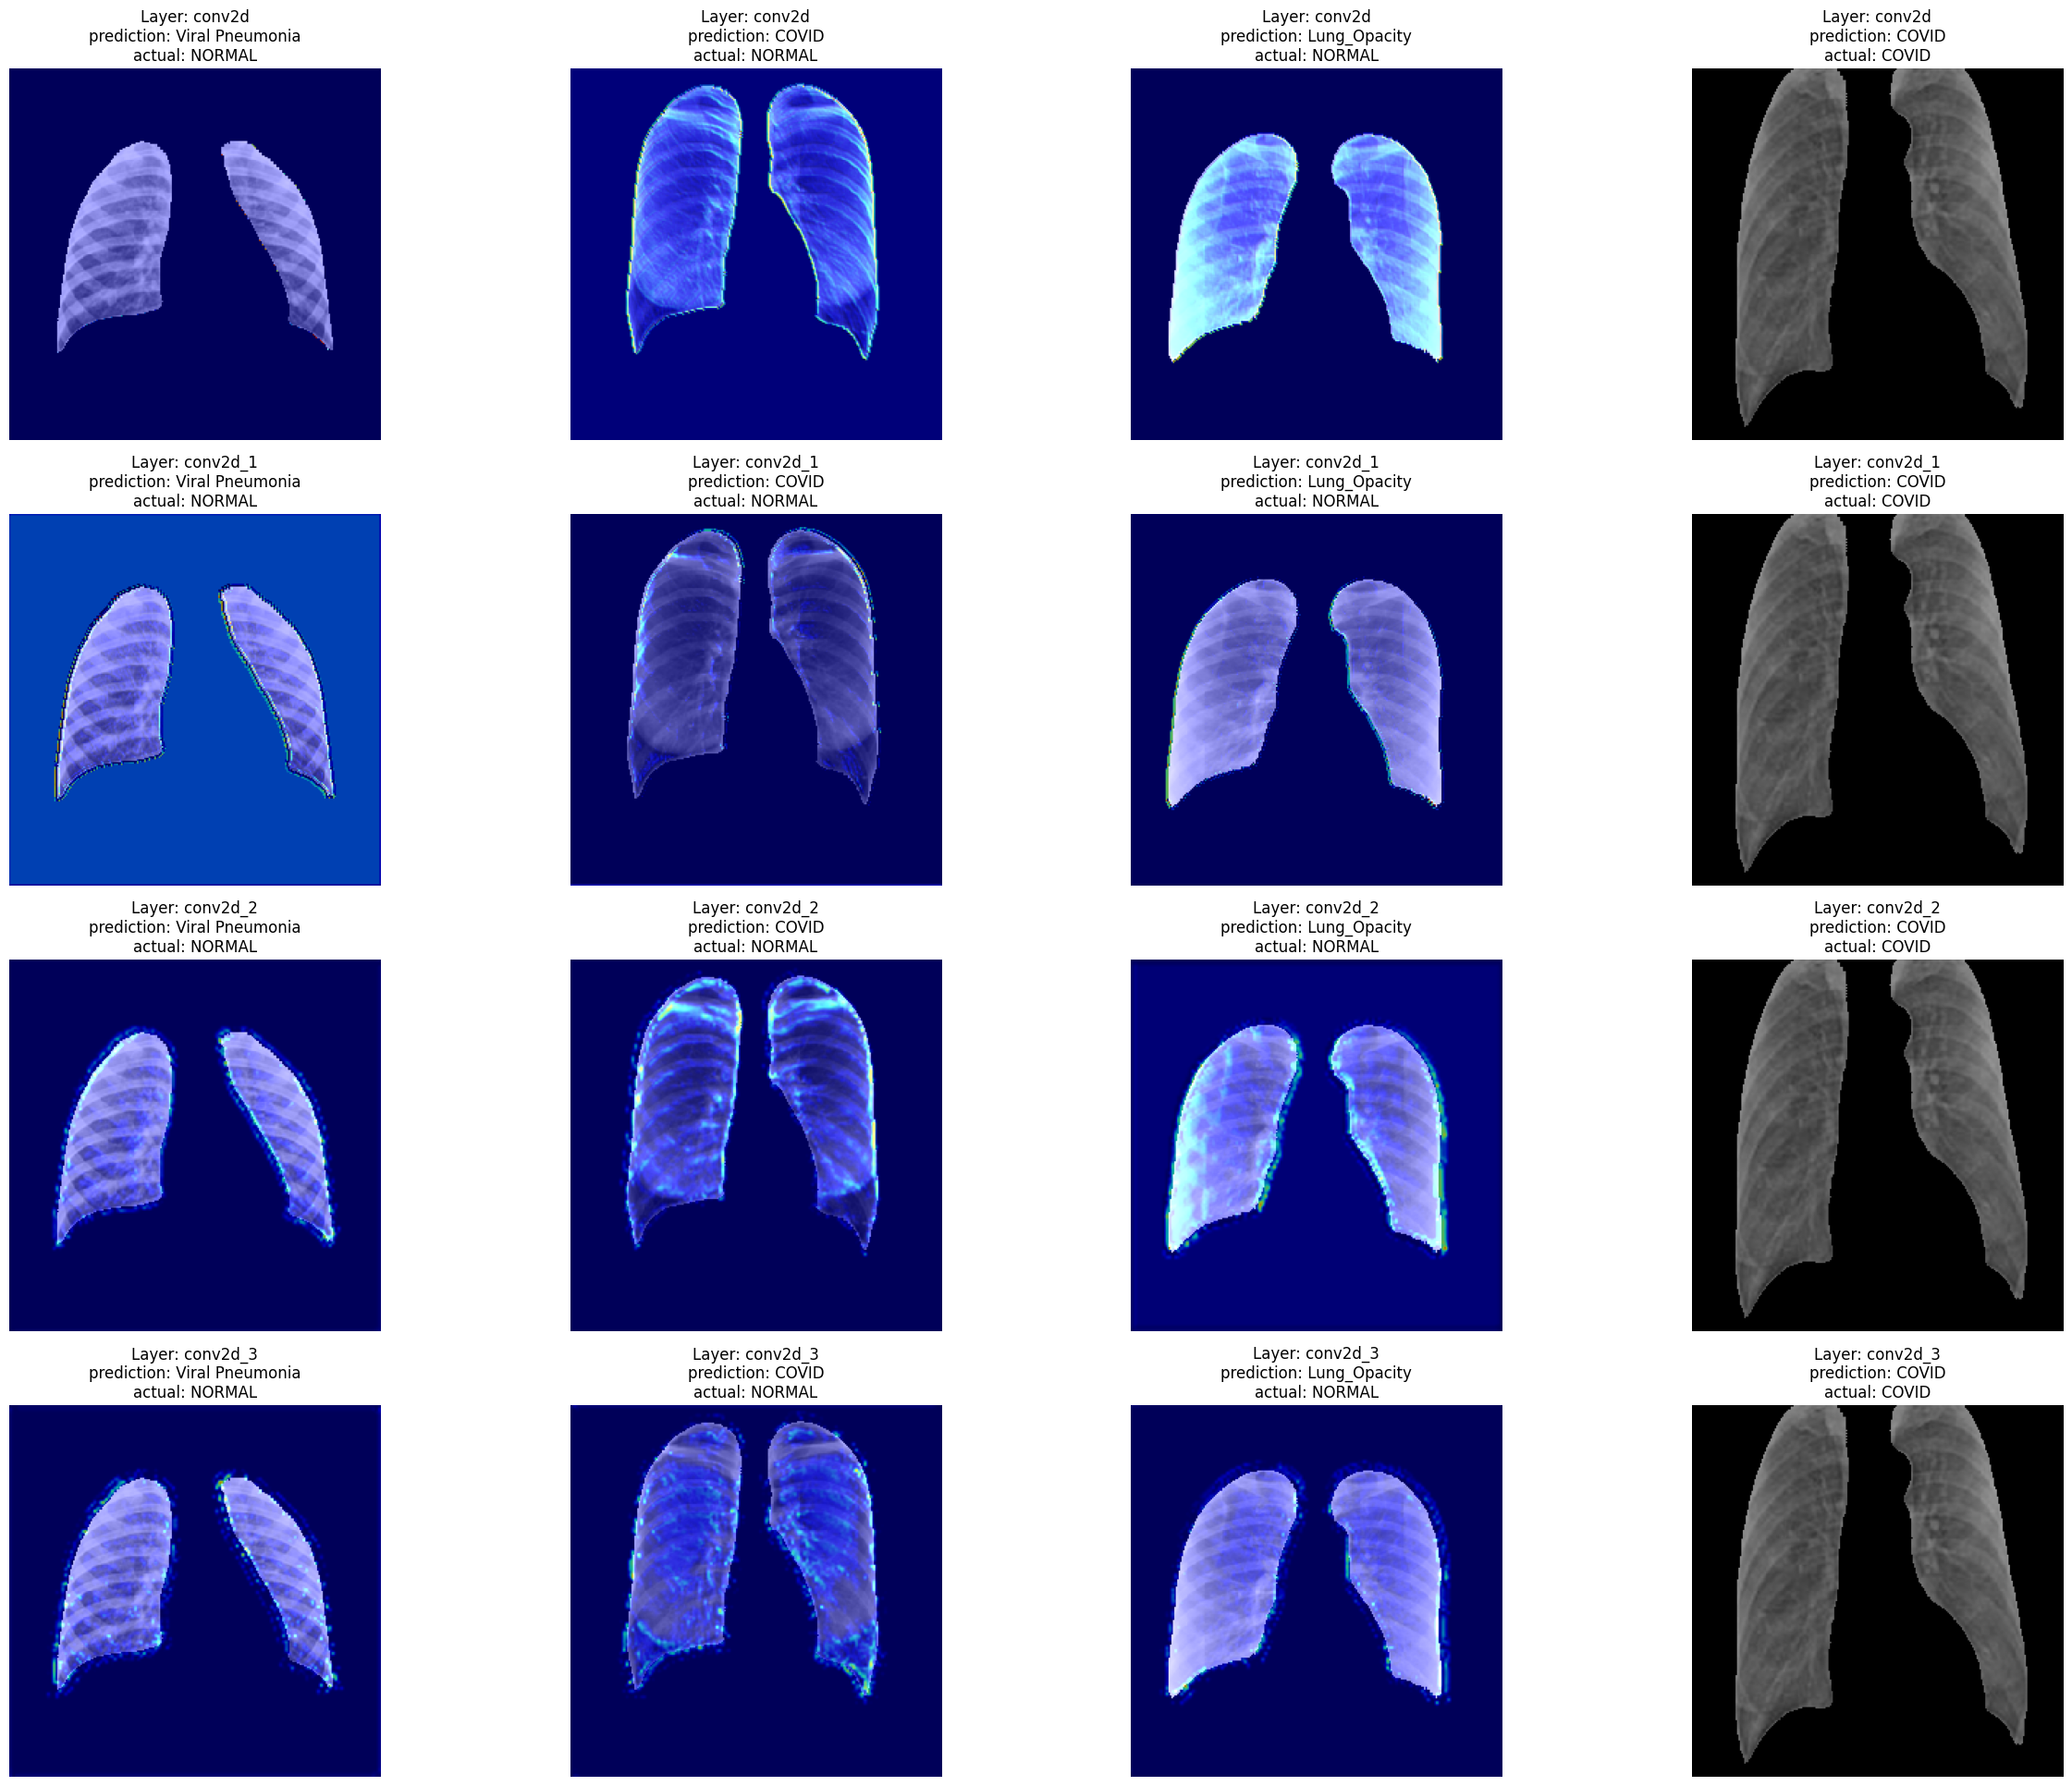 Layer: conv2d
prediction: Viral Pneumonia
actual: NORMAL
Layer: conv2d
prediction: COVID
actual: NORMAL
Layer: conv2d
prediction: Lung_Opacity
actual: NORMAL
Layer: conv2d
prediction: COVID
actual: COVID
Layer: conv2d_1
prediction: Viral Pneumonia
actual: NORMAL
Layer: conv2d_1
prediction: COVID
actual: NORMAL
Layer: conv2d_1
prediction: Lung_Opacity
actual: NORMAL
Layer: conv2d_1
prediction: COVID
actual: COVID
Layer: conv2d_2
prediction: Viral Pneumonia
actual: NORMAL
Layer: conv2d_2
prediction: COVID
actual: NORMAL
Layer: conv2d_2
prediction: Lung_Opacity
actual: NORMAL
Layer: conv2d_2
prediction: COVID
actual: COVID
Layer: conv2d_3
prediction: Viral Pneumonia
actual: NORMAL
Layer: conv2d_3
prediction: COVID
actual: NORMAL
Layer: conv2d_3
prediction: Lung_Opacity
actual: NORMAL
Layer: conv2d_3
prediction: COVID
actual: COVID